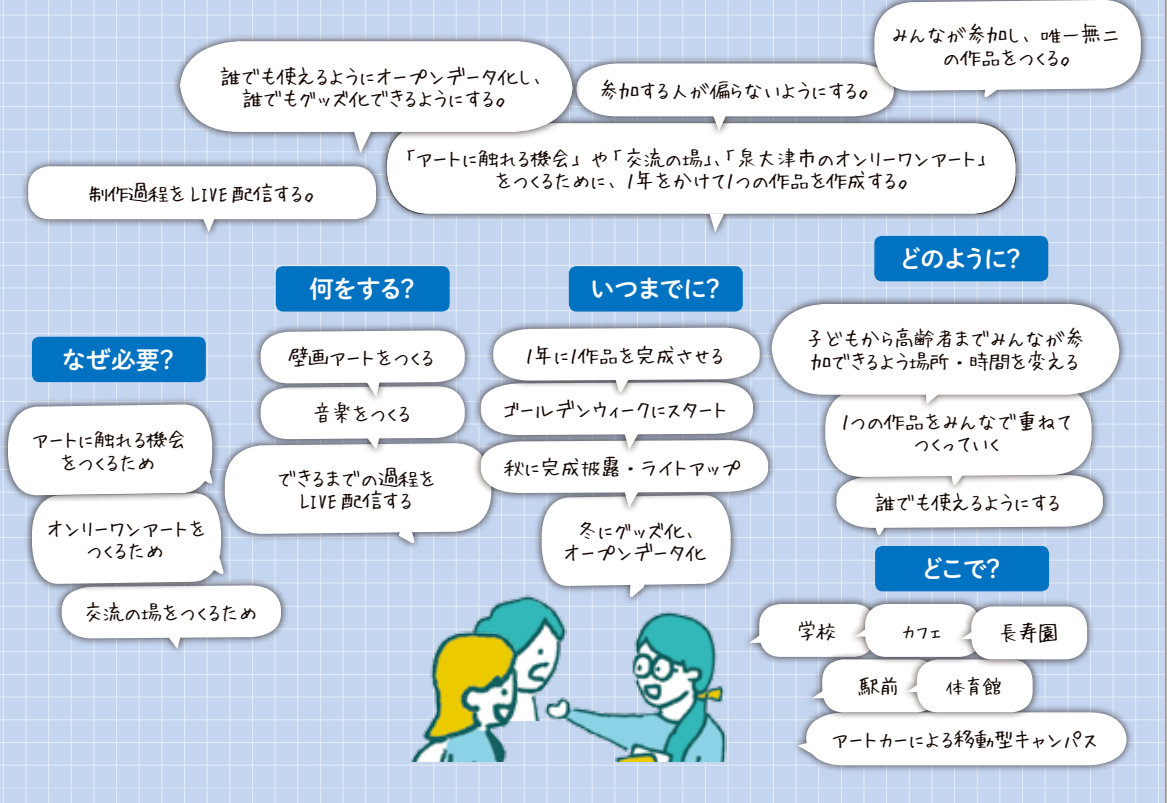 みんなが参加し、唯一無二
の作品をつくる。
誰でも使えるようにオープンデータ化し、
誰でもグッズ化できるようにする。
参加する人が偏らないようにする。
「アートに触れる機会」や「交流の場」、「泉大津市のオンリーワンアート」
をつくるために、1年をかけて1つの作品を作成する。
制作過程を LIVE 配信する。
なぜ必要?
アートに触れる機会
をつくるため
オンリーワンアートを
つくるため
交流の場をつくるため
何をする?
壁画アートをつくる
音楽をつくる
できるまでの過程を
LIVE 配信する
いつまでに?
1年に1作品を完成させる
ゴールデンウィークにスタート
秋に完成披露・ライトアップ
冬にグッズ化、
オープンデータ化
どのように?
子どもから高齢者までみんなが参
加できるよう場所・時間を変える
1つの作品をみんなで重ねて
つくっていく
誰でも使えるようにする
どこで?
学校
カフェ
長寿園
駅前
体育館
アートカーによる移動型キャンパス